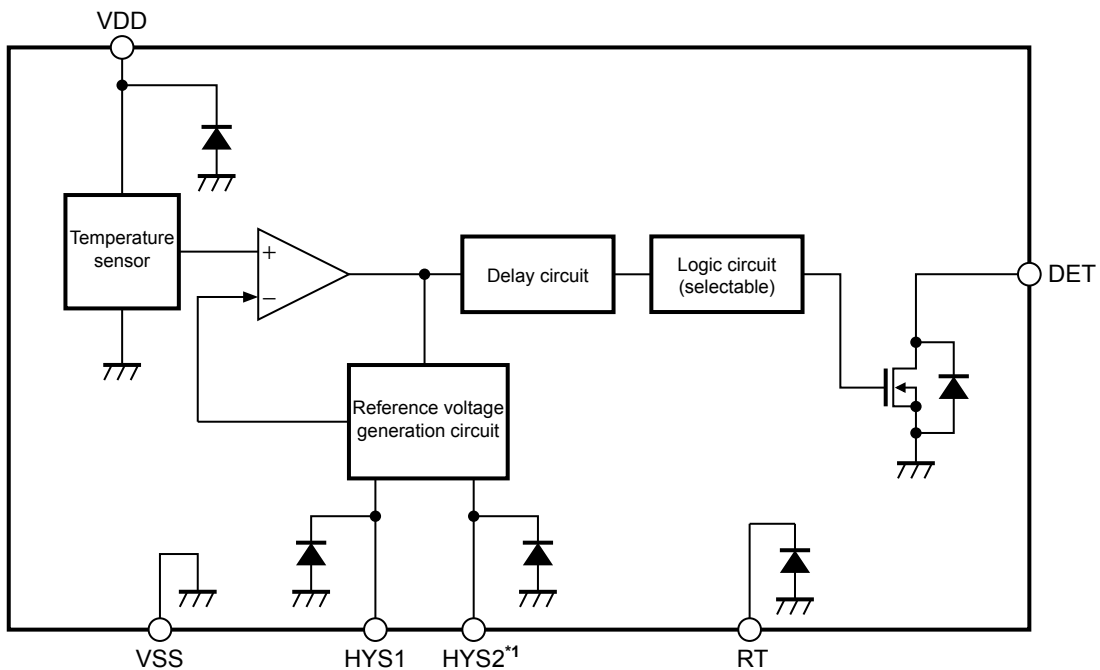 VDD
Temperature
sensor
+
−
Delay circuit
Logic circuit
(selectable)
DET
Reference voltage
generation circuit
VSS
HYS1
HYS2*1
RT